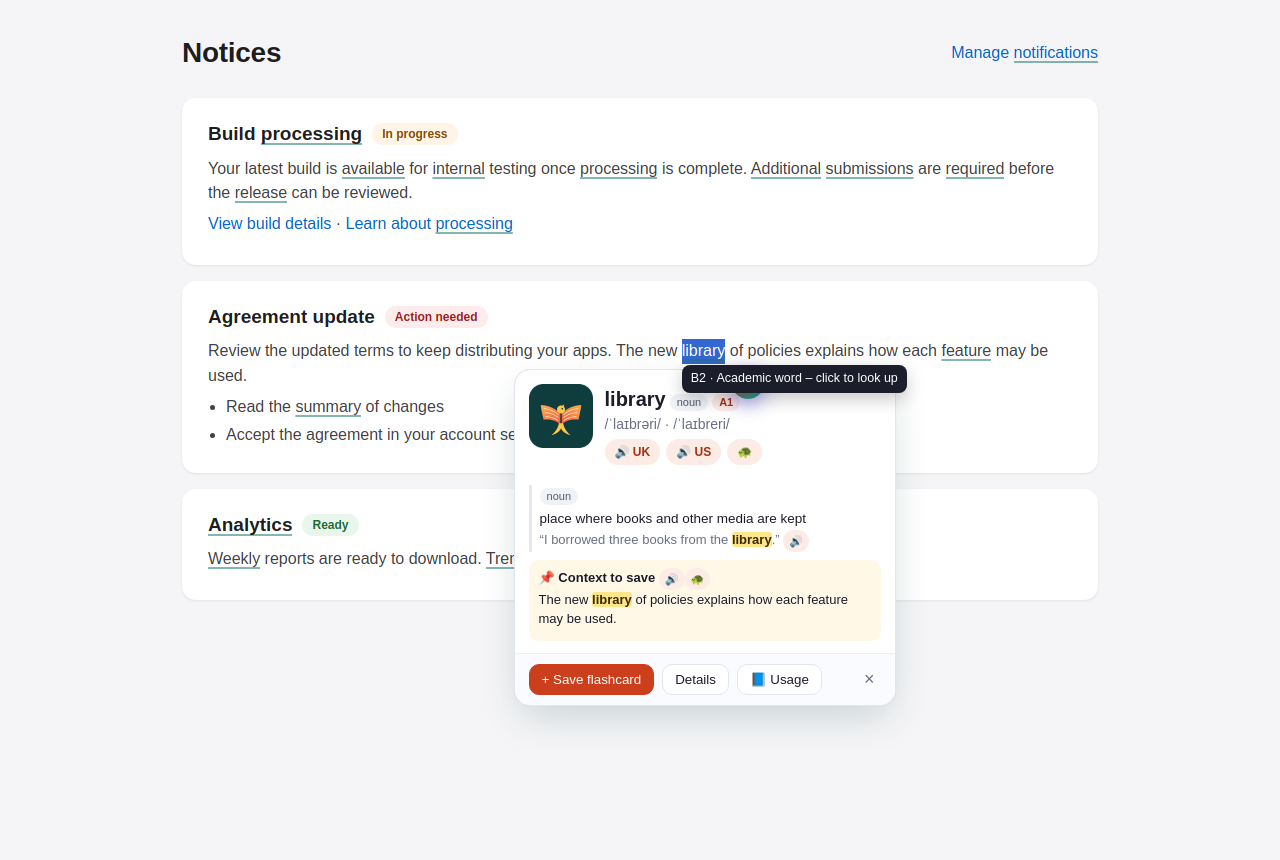 Notices
Manage notifications
Build processing In progress
Your latest build is available for internal testing once processing is complete. Additional submissions are required before
the release can be reviewed.
View build details · Learn about processing
Agreement update Action needed
Review the updated terms to keep distributing your apps. The new library of policies explains how each feature may be
used.
B2 · Academic word – click to look up
Read the summary of changes
Accept the agreement in your account se
library noun A1
/ˈlaɪbrəri/ · /ˈlaɪbreri/
UK US
noun
place where books and other media are kept
“I borrowed three books from the library.”
Context to save
The new library of policies explains how each feature
may be used.
+ Save flashcard Details Usage ×
Analytics Ready
Weekly reports are ready to download.